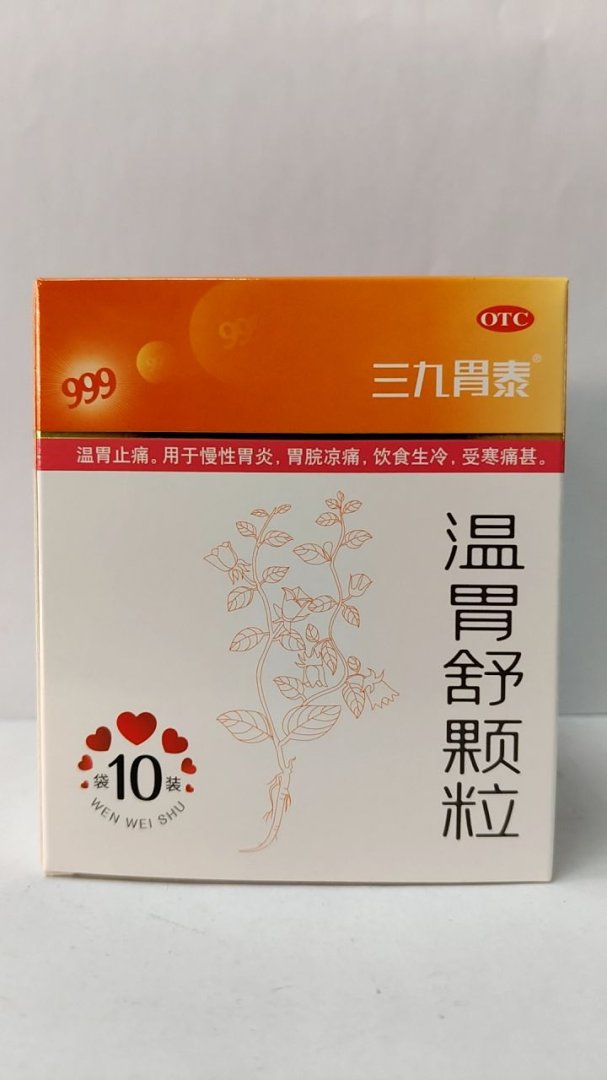 OTC
999
999
三九胃泰®
温胃止痛。用于慢性胃炎，胃脘凉痛，饮食生冷，受寒痛甚。
温胃舒颗粒
10袋装
WEN WEI SHU